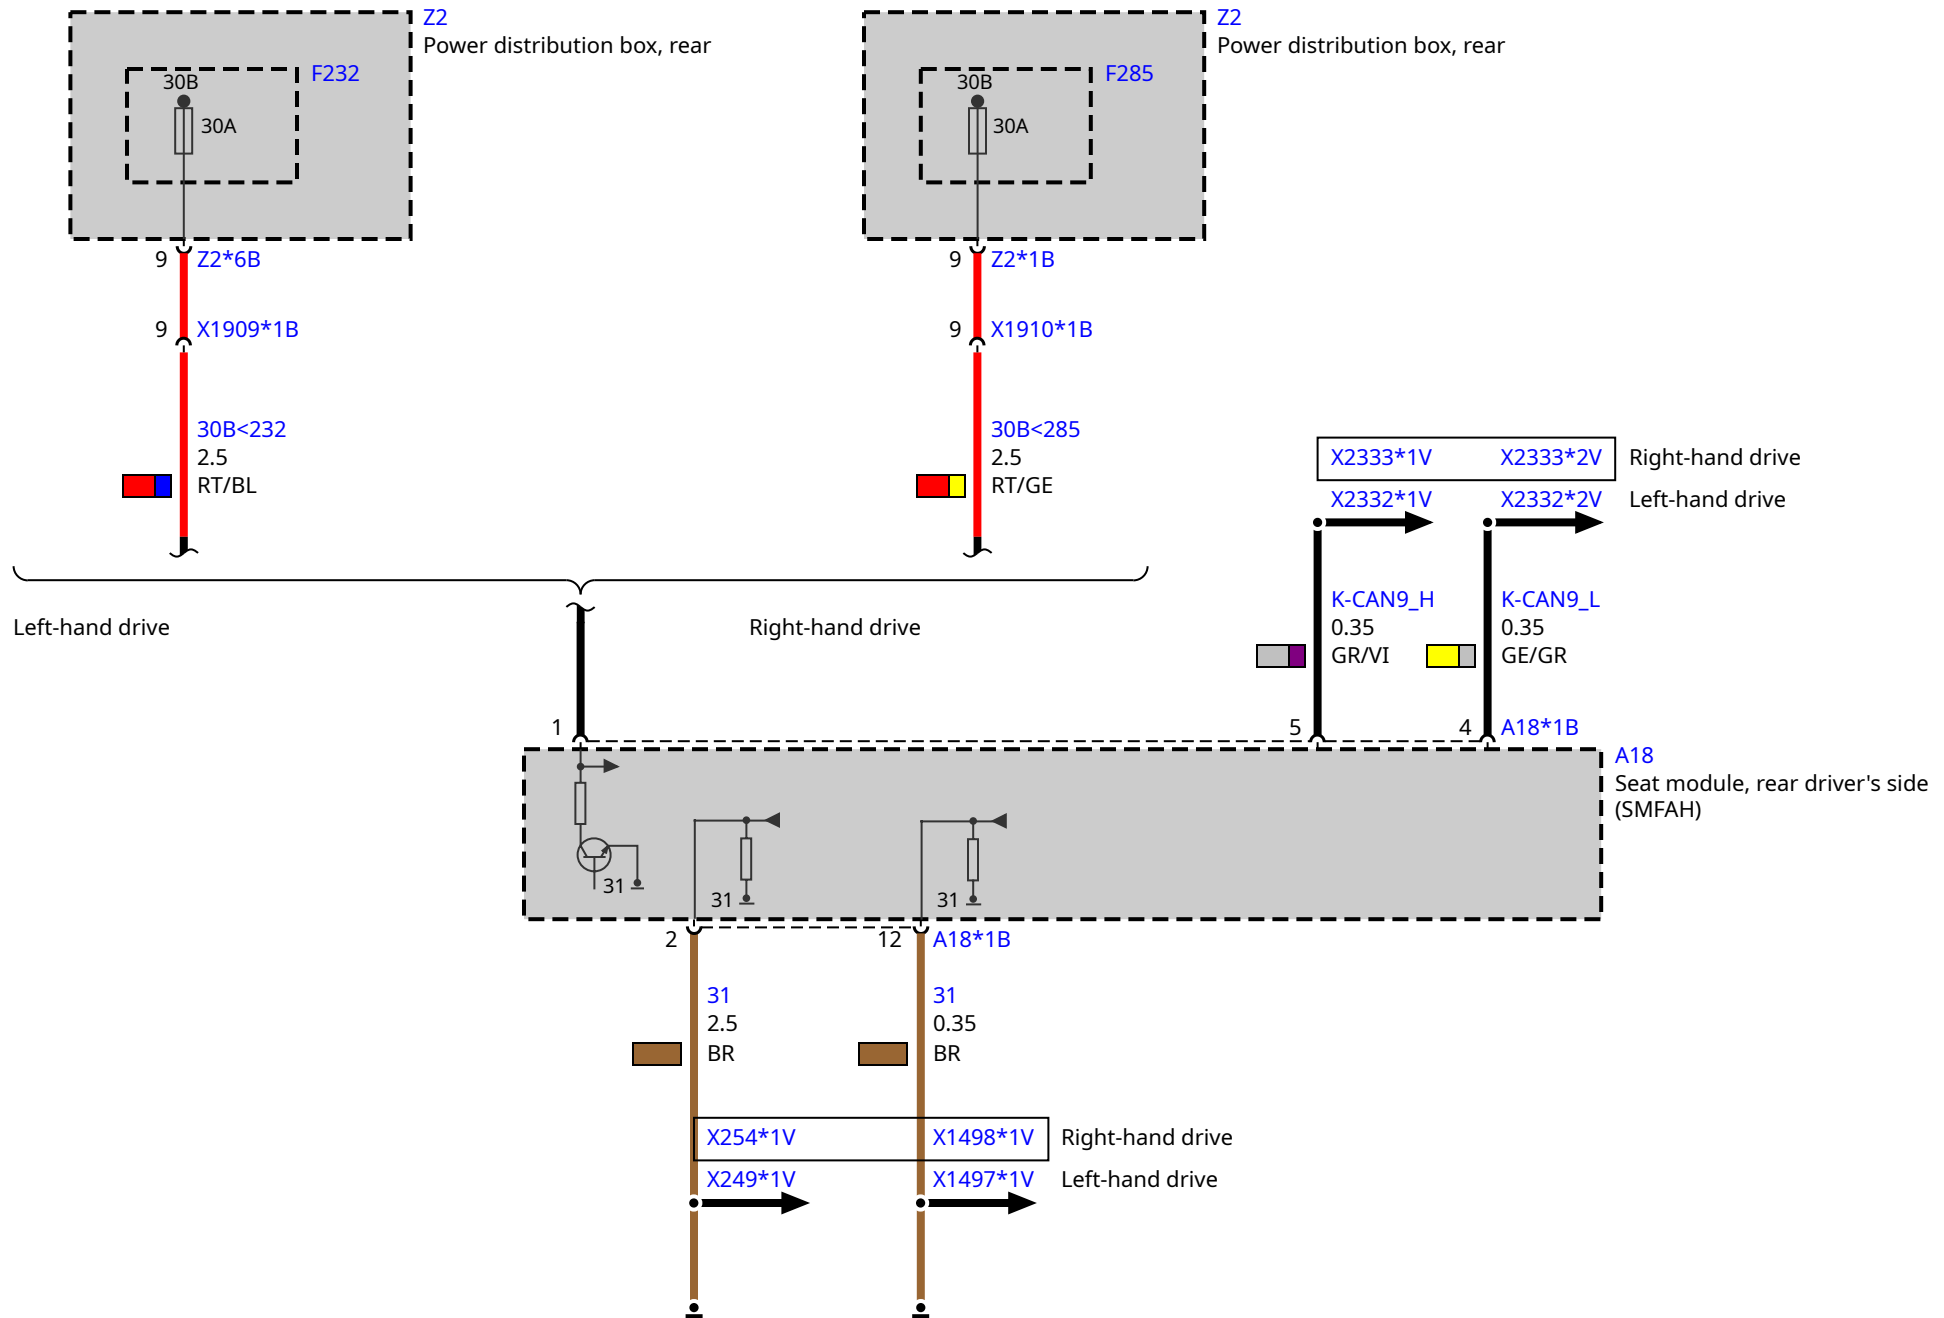 Z2
Power distribution box, rear
F232
30B
30A
Z2
Power distribution box, rear
F285
30B
30A
9 Z2*6B
9 Z2*1B
9 X1909*1B
9 X1910*1B
30B<232
2.5
RT/BL
30B<285
2.5
RT/GE
X2333*1V X2333*2V Right-hand drive
X2332*1V X2332*2V Left-hand drive
K-CAN9_H
0.35
GR/VI
K-CAN9_L
0.35
GE/GR
Left-hand drive
Right-hand drive
1
5
4 A18*1B
A18
Seat module, rear driver's side
(SMFAH)
31
31
31
2
12 A18*1B
31
2.5
BR
31
0.35
BR
X254*1V X1498*1V Right-hand drive
X249*1V X1497*1V Left-hand drive